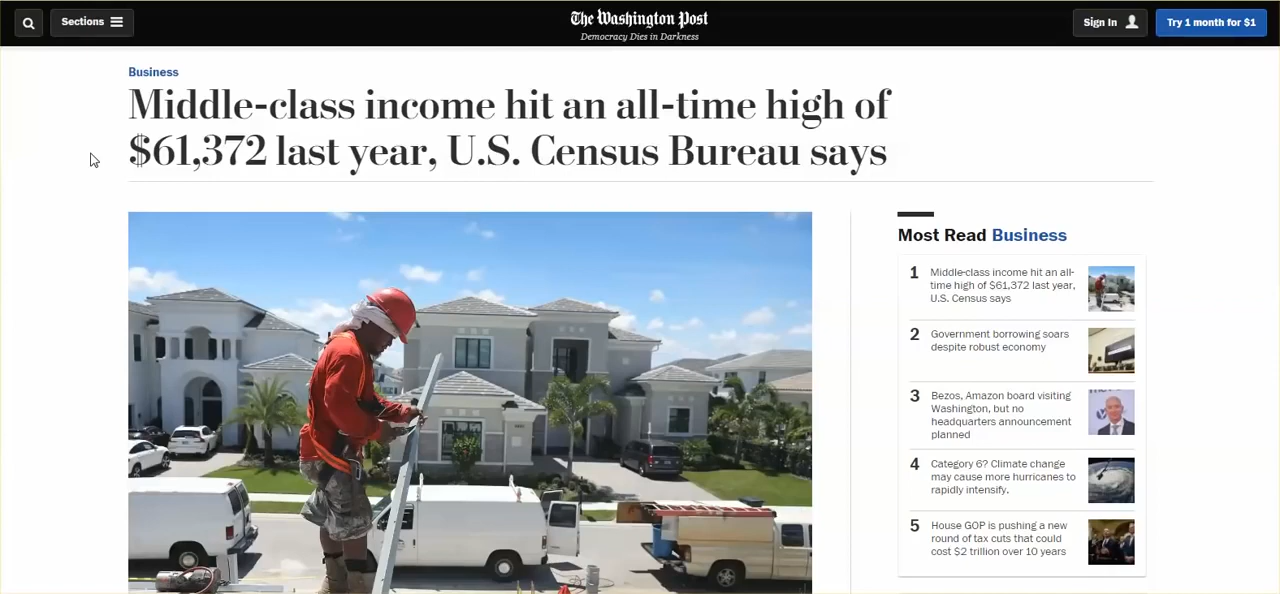 Sections
The Washington Post
Democracy Dies in Darkness
Sign In
Try 1 month for $1
Business
Middle-class income hit an all-time high of
$61,372 last year, U.S. Census Bureau says
Most Read Business
1
Middle-class income hit an all-
time high of $61,372 last year,
U.S. Census says
2
Government borrowing soars
despite robust economy
3
Bezos, Amazon board visiting
Washington, but no
headquarters announcement
planned
4
Category 6? Climate change
may cause more hurricanes to
rapidly intensify.
5
House GOP is pushing a new
round of tax cuts that could
cost $2 trillion over 10 years